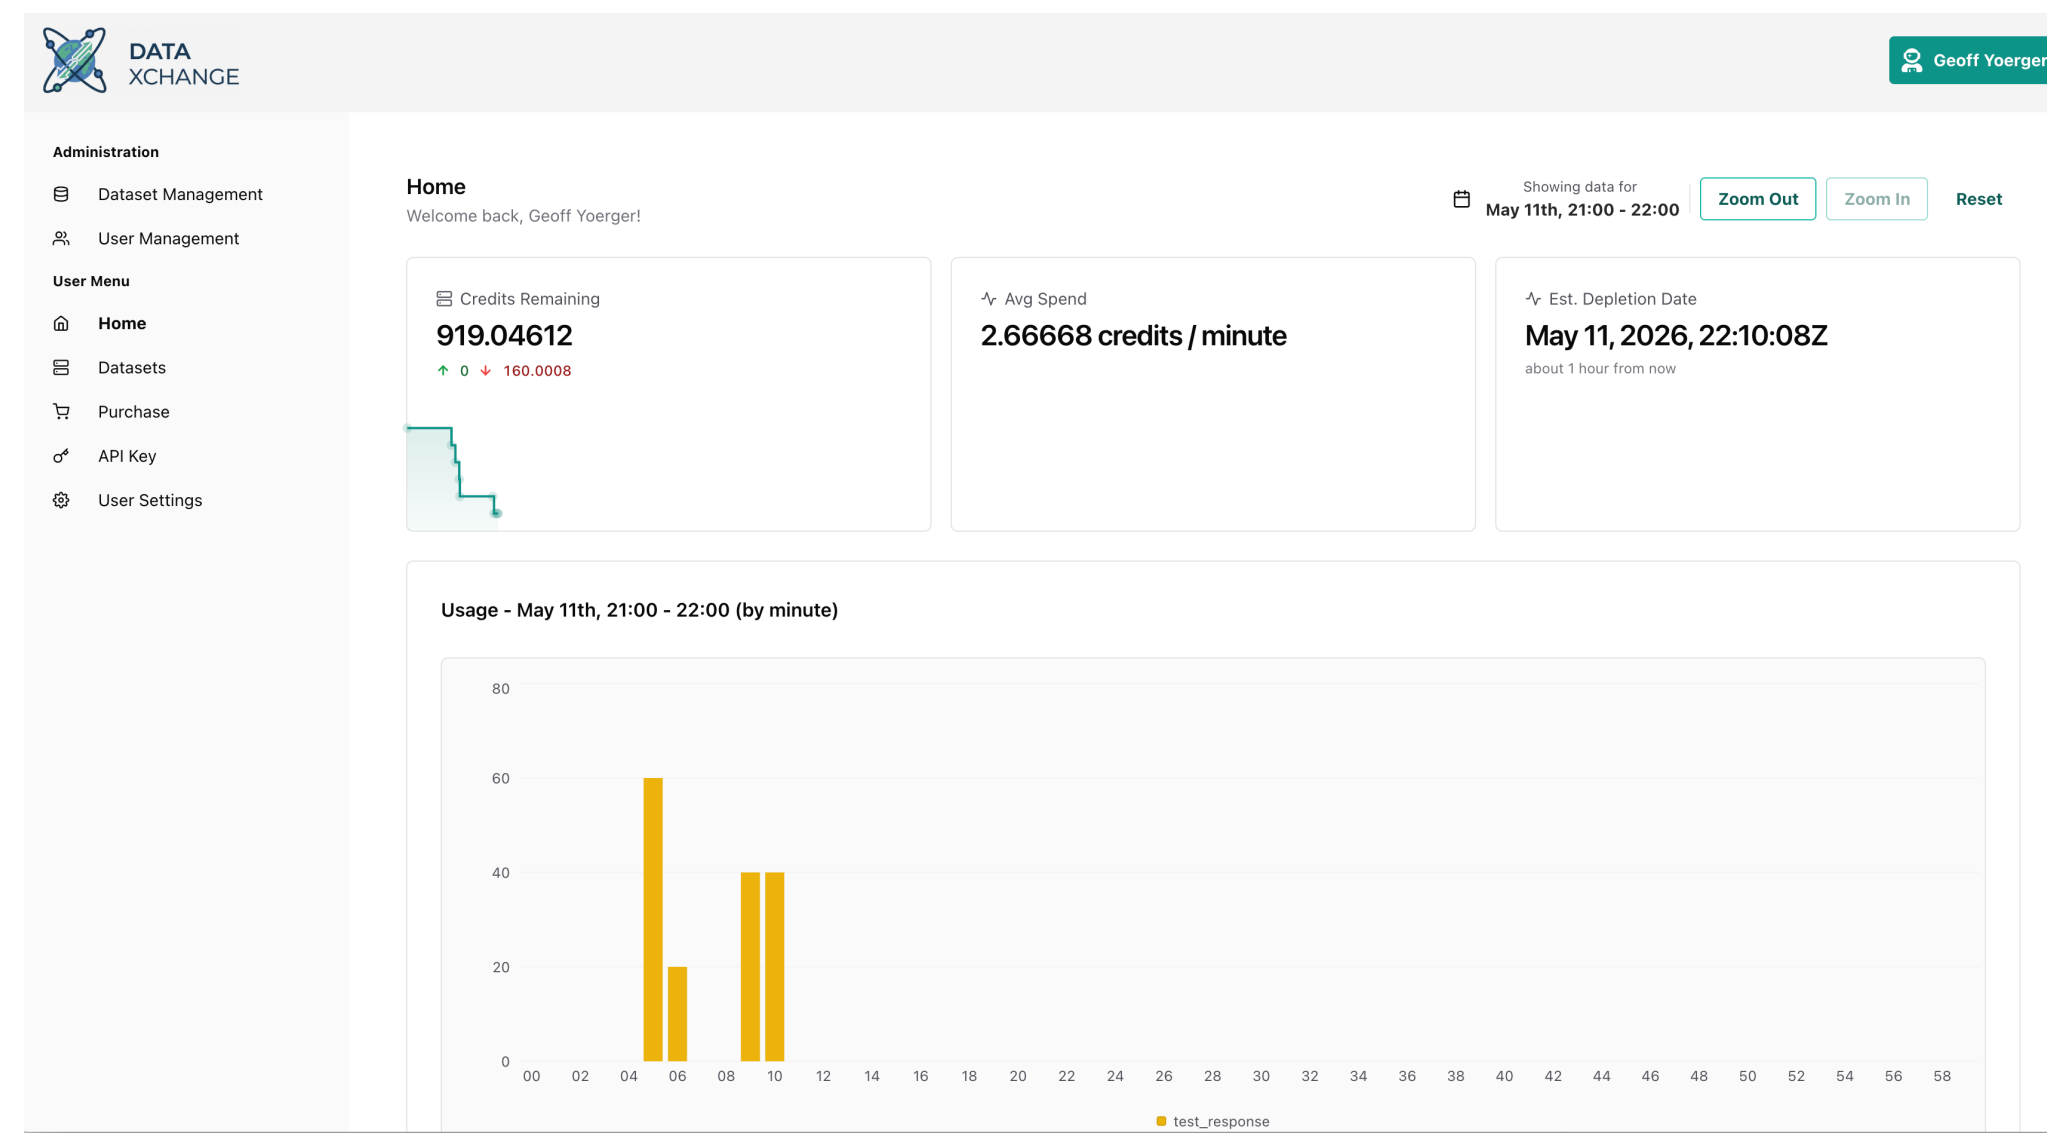 DATA
XCHANGE
Geoff Yoerger
Administration
Dataset Management
User Management
User Menu
Home
Datasets
Purchase
API Key
User Settings
Home
Welcome back, Geoff Yoerger!
Showing data for
May 11th, 21:00 - 22:00
Zoom Out
Zoom In
Reset
Credits Remaining
919.04612
0 160.0008
Avg Spend
2.66668 credits / minute
Est. Depletion Date
May 11, 2026, 22:10:08Z
about 1 hour from now
Usage - May 11th, 21:00 - 22:00 (by minute)
80
60
40
20
0
00 02 04 06 08 10 12 14 16 18 20 22 24 26 28 30 32 34 36 38 40 42 44 46 48 50 52 54 56 58
test_response